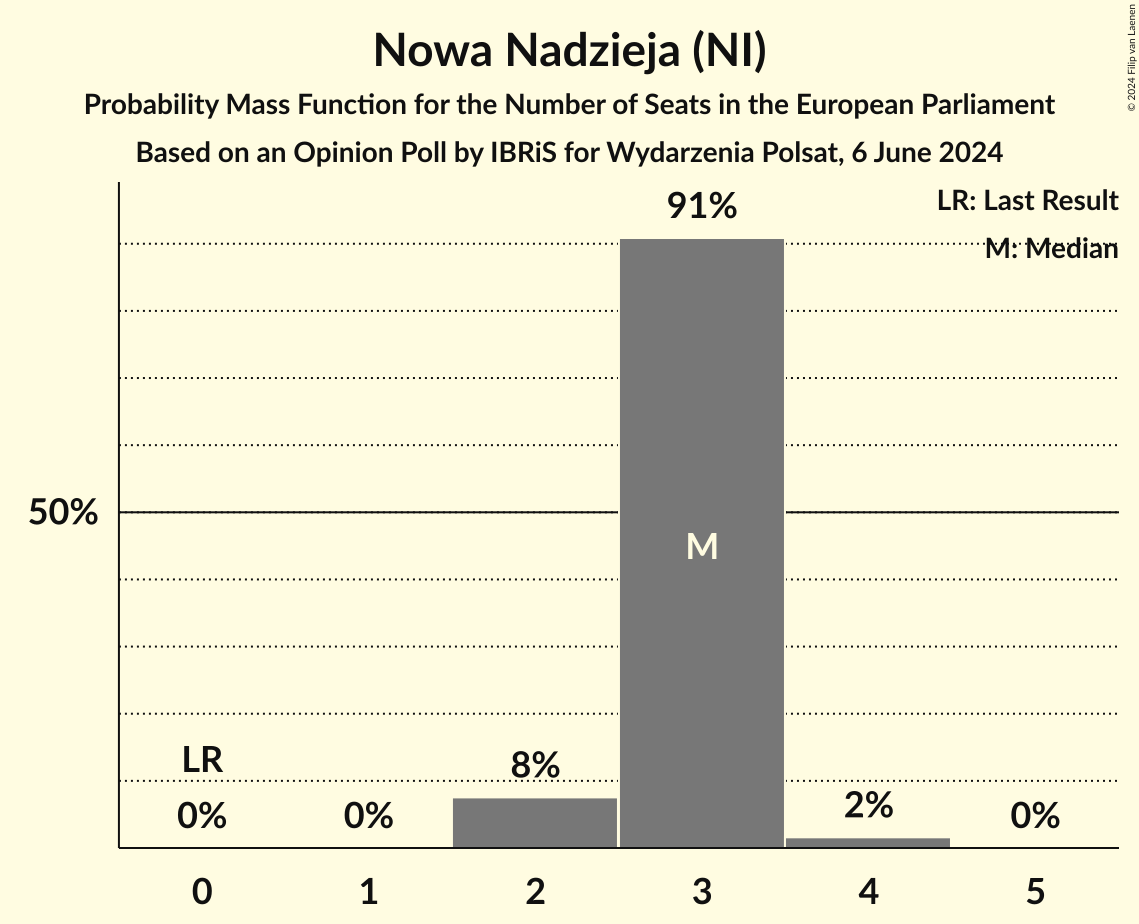 Nowa Nadzieja (NI)
Probability Mass Function for the Number of Seats in the European Parliament
Based on an Opinion Poll by IBRiS for Wydarzenia Polsat, 6 June 2024
© 2024 Filip van Laenen
LR: Last Result
M: Median
91%
50%
M
LR
0%
0%
8%
2%
0%
0
1
2
3
4
5